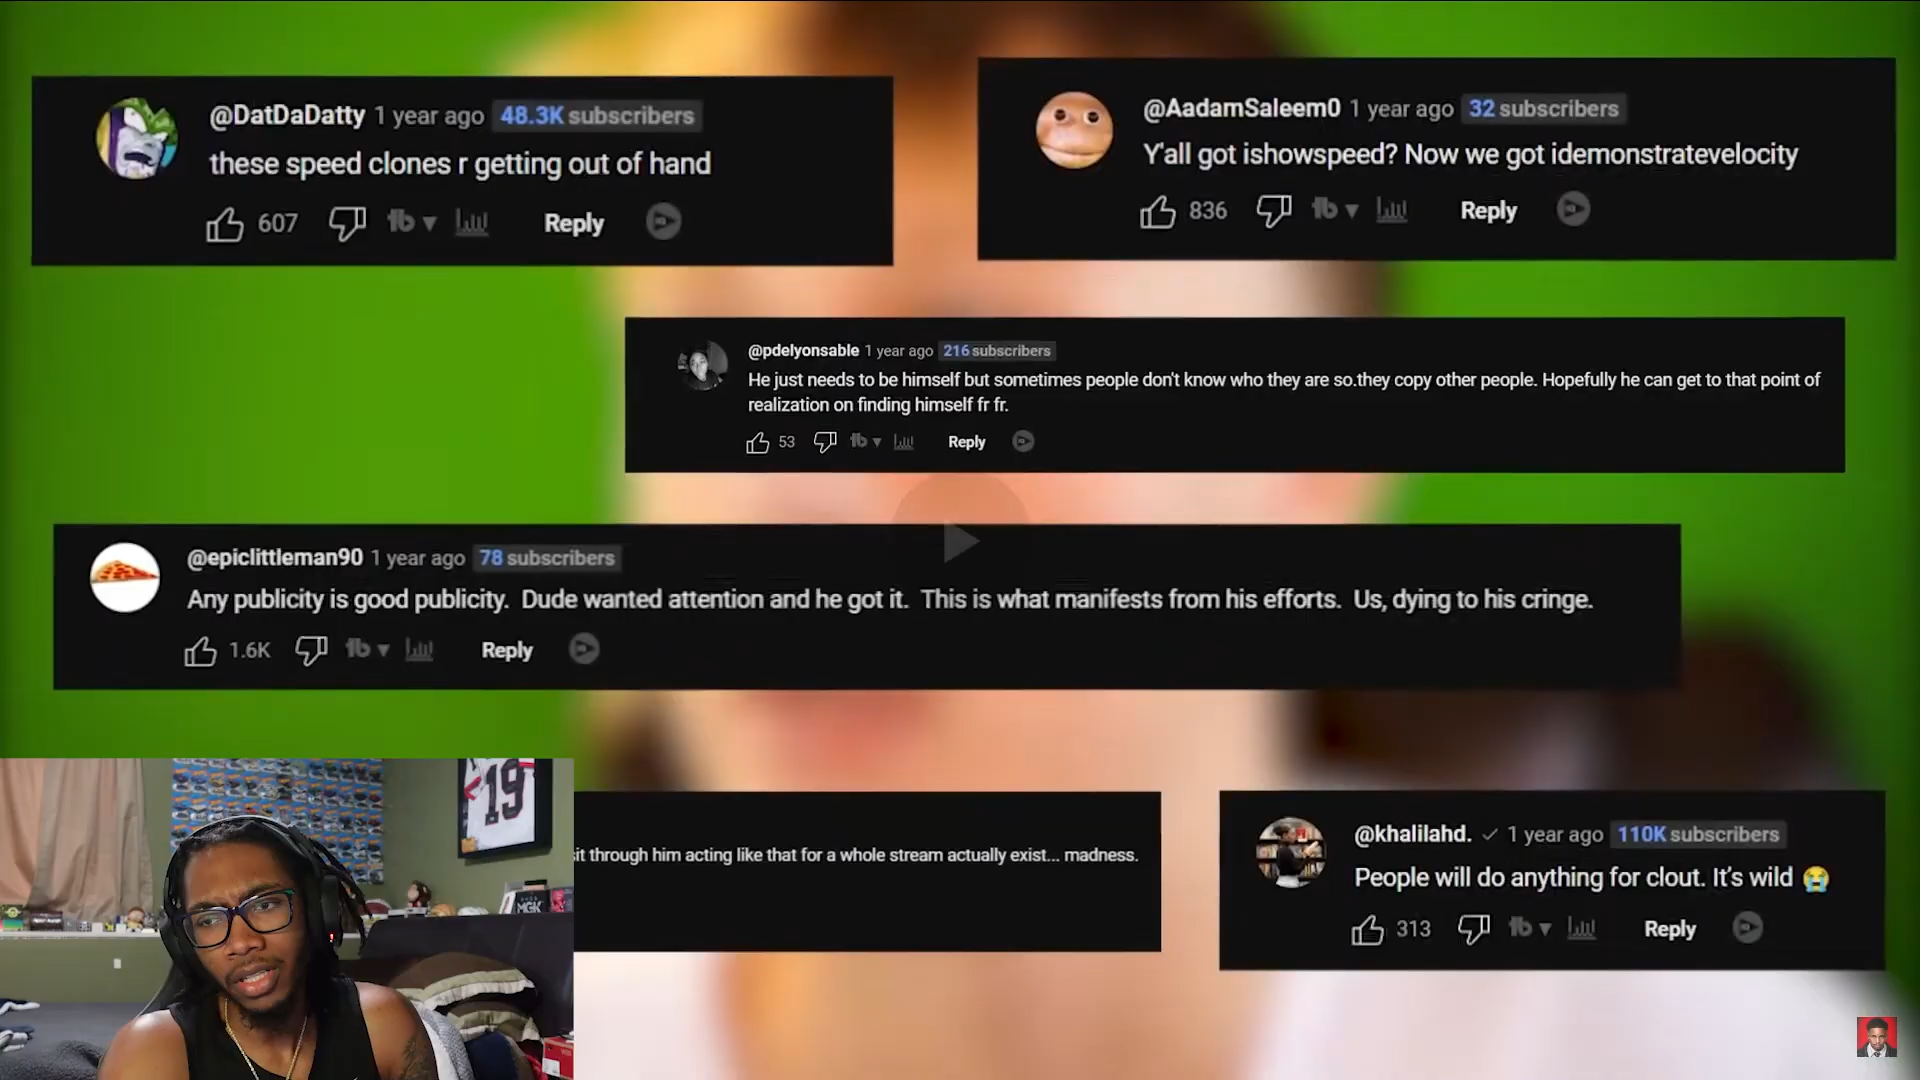 @DatDaDatty 1 year ago 48.3K subscribers
these speed clones r getting out of hand
607 Reply
@AadamSaleem0 1 year ago 32 subscribers
Y'all got ishowspeed? Now we got idemonstratevelocity
836 Reply
@pdelyonsable 1 year ago 216 subscribers
He just needs to be himself but sometimes people don't know who they are so.they copy other people. Hopefully he can get to that point of
realization on finding himself fr fr.
53 Reply
@epiclittleman90 1 year ago 78 subscribers
Any publicity is good publicity. Dude wanted attention and he got it. This is what manifests from his efforts. Us, dying to his cringe.
1.6K Reply
through him acting like that for a whole stream actually exist... madness.
@khalilahd. 1 year ago 110K subscribers
People will do anything for clout. It's wild 😭
313 Reply
19
MGK